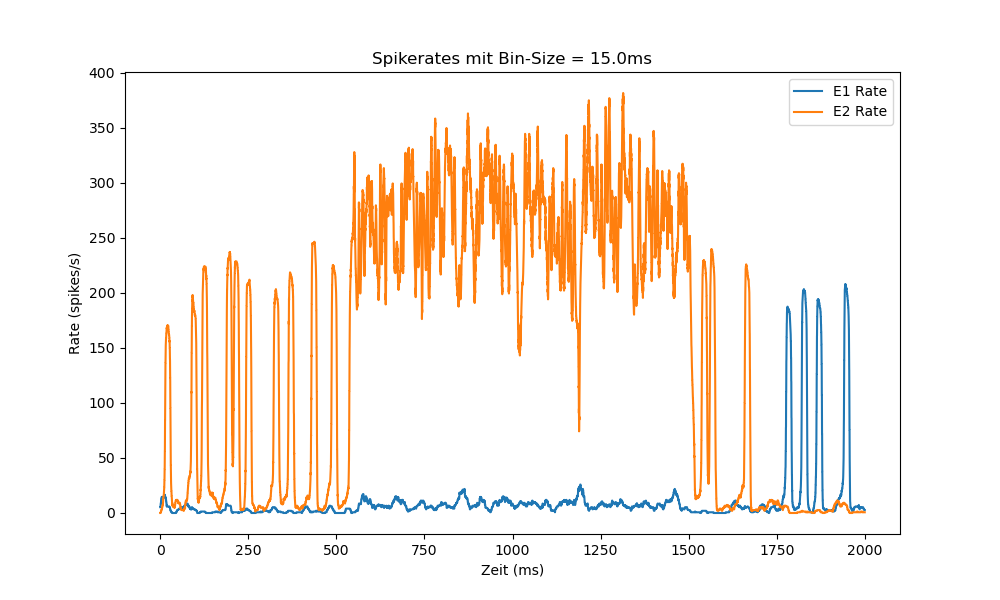 Spikerates mit Bin-Size = 15.0ms
E1 Rate
E2 Rate
400
350
300
250
200
150
100
50
0
Rate (spikes/s)
0 250 500 750 1000 1250 1500 1750 2000
Zeit (ms)